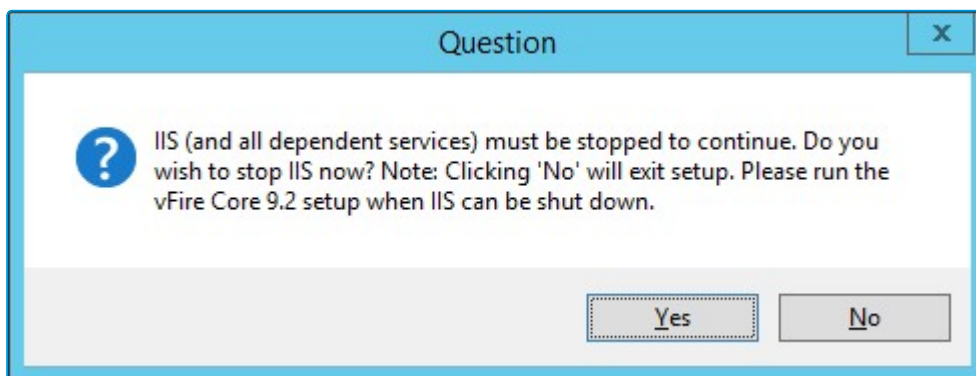 Question
x
?
IIS (and all dependent services) must be stopped to continue. Do you
wish to stop IIS now? Note: Clicking 'No' will exit setup. Please run the
vFire Core 9.2 setup when IIS can be shut down.
Yes
No